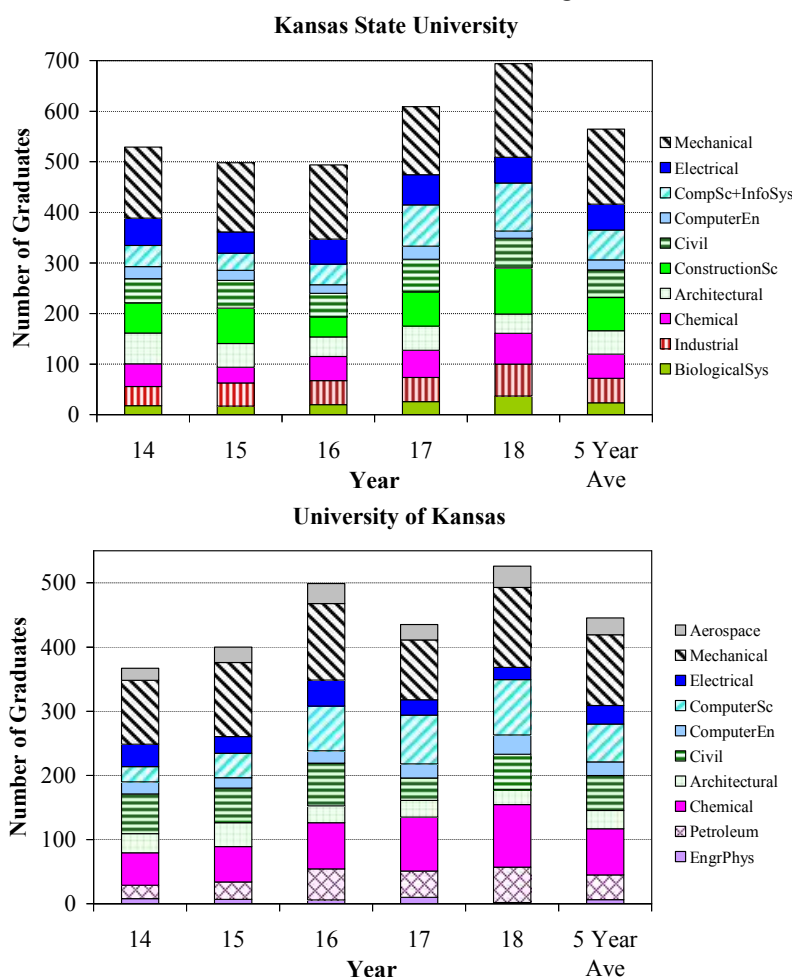 Kansas State University
700
600
500
400
300
200
100
0
Number of Graduates
14 15 16 17 18 5 Year
Ave
Year
Mechanical
Electrical
CompSc+InfoSys
ComputerEn
Civil
ConstructionSc
Architectural
Chemical
Industrial
BiologicalSys
University of Kansas
500
400
300
200
100
0
Number of Graduates
14 15 16 17 18 5 Year
Ave
Year
Aerospace
Mechanical
Electrical
ComputerSc
ComputerEn
Civil
Architectural
Chemical
Petroleum
EngrPhys